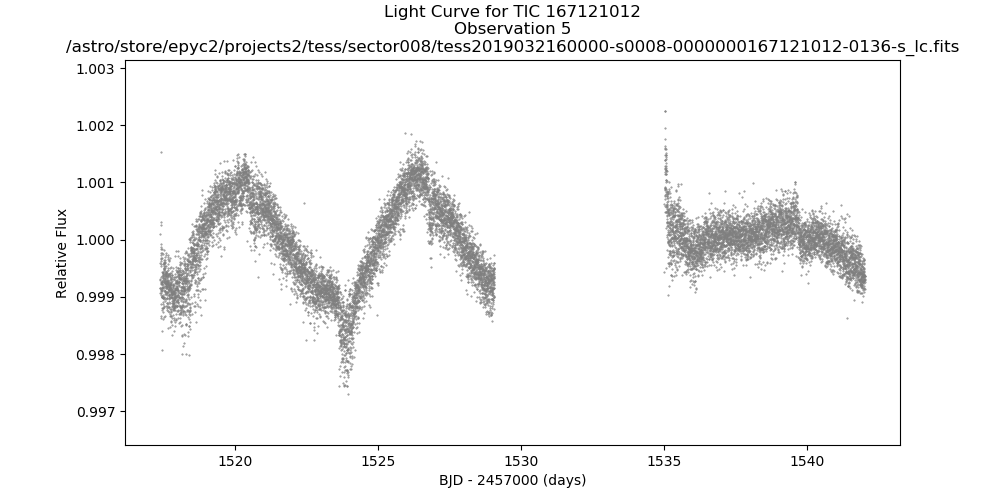 Light Curve for TIC 167121012
Observation 5
/astro/store/epyc2/projects2/tess/sector008/tess2019032160000-s0008-0000000167121012-0136-s_lc.fits
1.003
1.002
1.001
1.000
0.999
0.998
0.997
Relative Flux
1520
1525
1530
1535
1540
BJD - 2457000 (days)